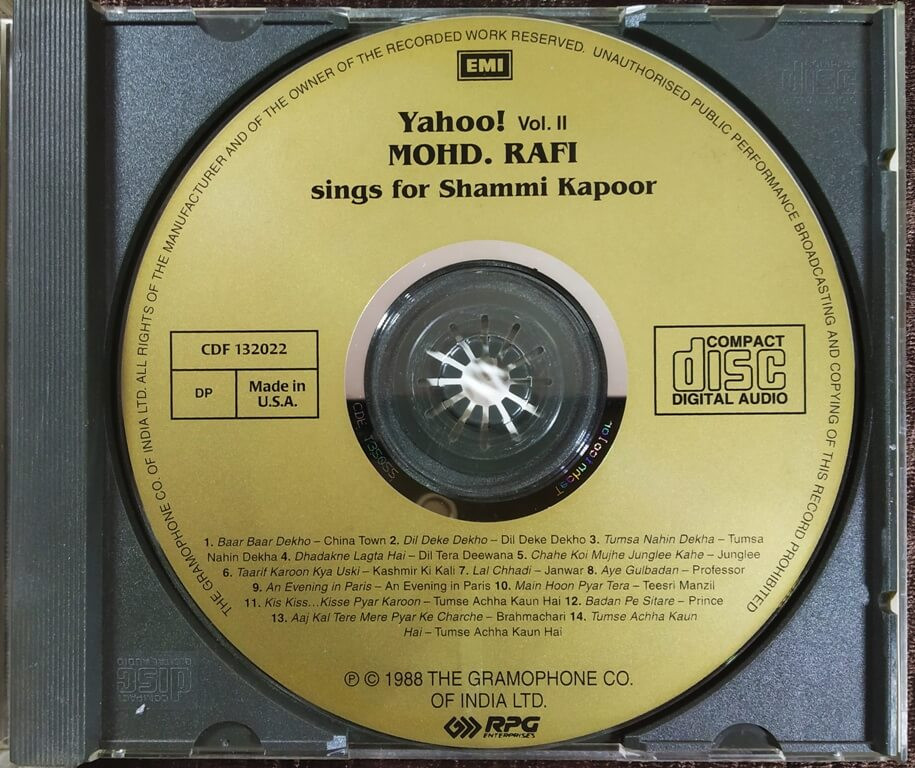 THE GRAMOPHONE CO. OF INDIA LTD. ALL RIGHTS OF THE MANUFACTURER AND OF THE OWNER OF THE RECORDED WORK RESERVED. UNAUTHORISED PUBLIC PERFORMANCE BROADCASTING AND COPYING OF THIS RECORD PROHIBITED
EMI
Yahoo! Vol. II
MOHD. RAFI
sings for Shammi Kapoor
CDF 132022
DP
Made in
U.S.A.
COMPACT
disc
DIGITAL AUDIO
Technicolor
1. Baar Baar Dekho – China Town 2. Dil Deke Dekho – Dil Deke Dekho 3. Tumsa Nahin Dekha – Tumsa
Nahin Dekha 4. Dhadakne Lagta Hai – Dil Tera Deewana 5. Chahe Koi Mujhe Junglee Kahe – Junglee
6. Taarif Karoon Kya Uski – Kashmir Ki Kali 7. Lal Chhadi – Janwar 8. Aye Gulbadan – Professor
9. An Evening in Paris – An Evening in Paris 10. Main Hoon Pyar Tera – Teesri Manzil
11. Kis Kiss...Kisse Pyar Karoon – Tumse Achha Kaun Hai 12. Badan Pe Sitare – Prince
13. Aaj Kal Tere Mere Pyar Ke Charche – Brahmachari 14. Tumse Achha Kaun
Hai – Tumse Achha Kaun Hai
℗ © 1988 THE GRAMOPHONE CO.
OF INDIA LTD.
RPG
ENTERPRISES
disc
COMPACT
disc
DIGITAL AUDIO